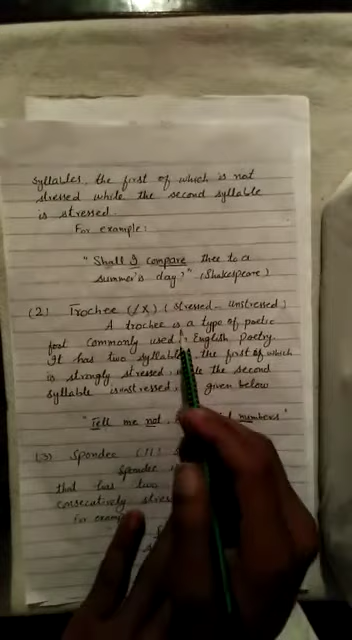 syllables, the first of which is not
stressed while the second syllable
is stressed.
For example:
"Shall I compare thee to a
summer's day?" (Shakespeare)
(2) Trochee (/X) (stressed - unstressed)
A trochee is a type of poetic
foot commonly used in English Poetry.
It has two syllables, the first of which
is strongly stressed, while the second
syllable is unstressed, given below
"Tell me not, numbers"
(3) Spondee (//)
Spondee
that has two
consecutively
for example